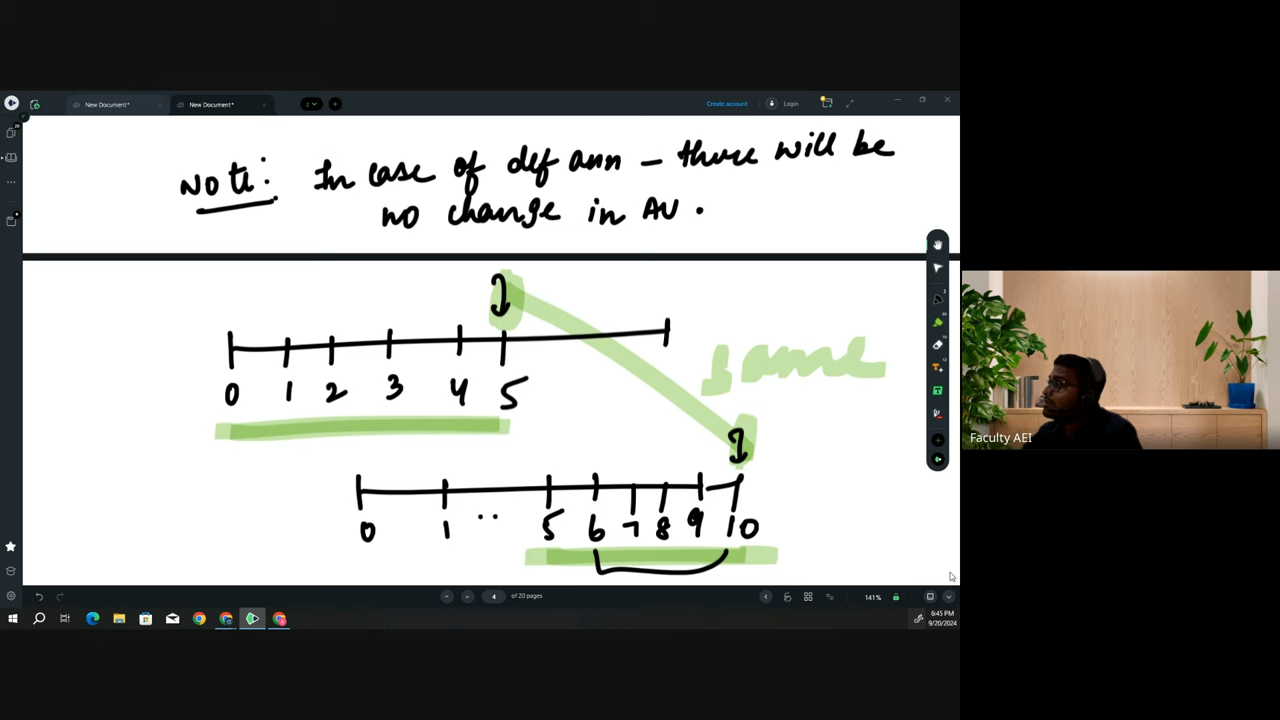 New Document*
New Document*
2
Create account
Login
Note: In case of def ann – there will be
no change in AV.
0 1 2 3 4 5
same
0 1 .. 5 6 7 8 9 10
Faculty AEI
4 of 20 pages
141%
6:45 PM
9/20/2024